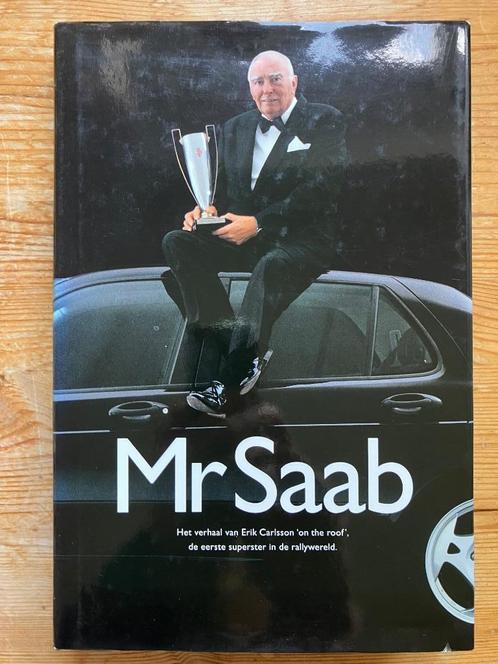 Mr Saab
Het verhaal van Erik Carlsson 'on the roof',
de eerste superster in de rallywereld.